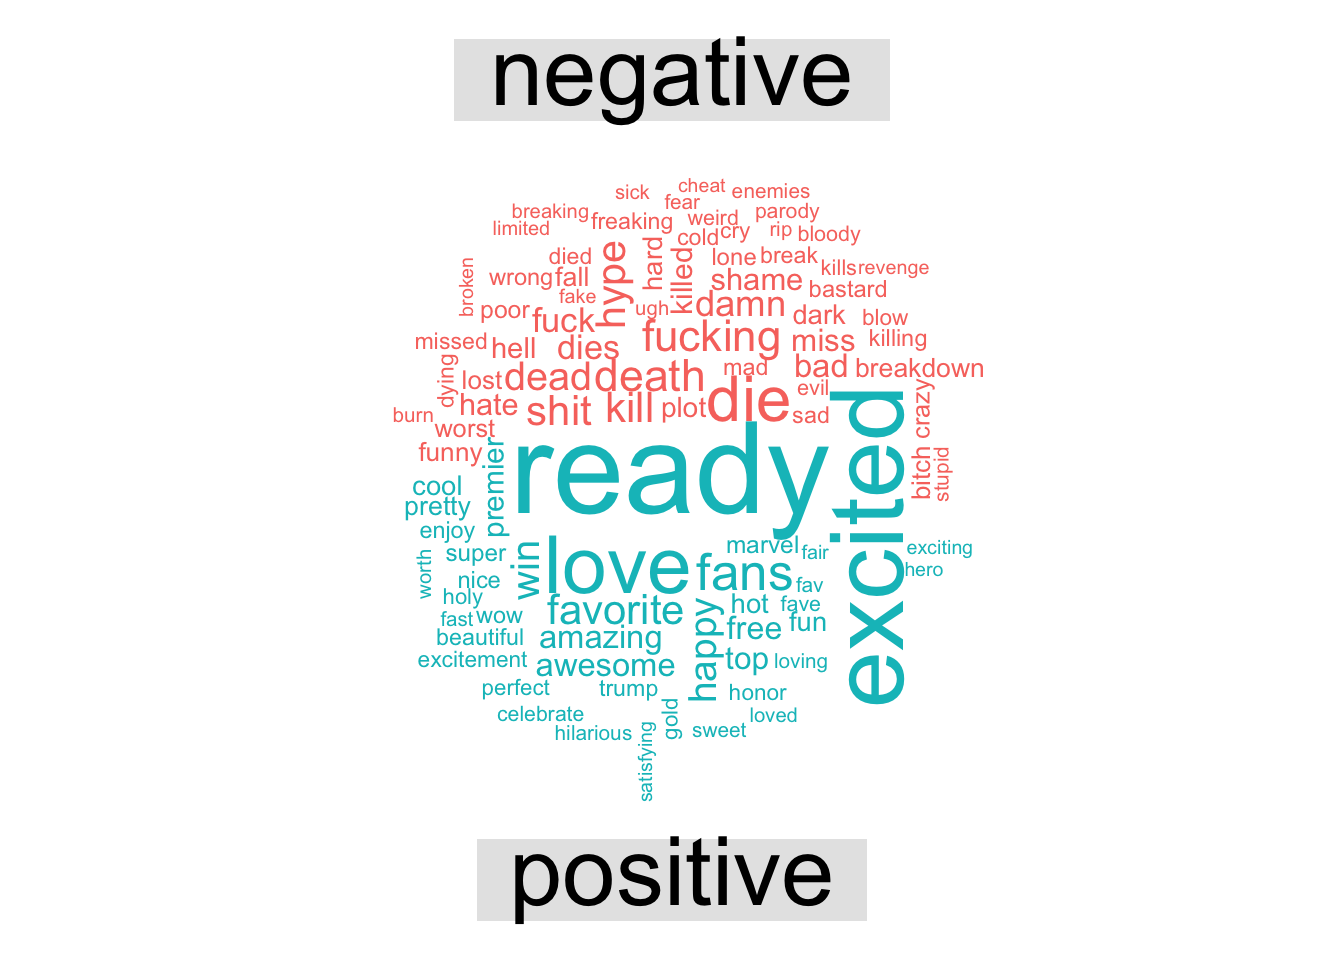 negative
sick cheat enemies
fear
breaking freaking weird parody
limited cold cry rip bloody
died hype hard killed lone break kills revenge
broken wrong fall shame bastard
fake
poor fuck ugh damn dark blow
missed hell dies fucking miss killing
dying lost dead death mad bad breakdown
burn hate shit kill plot die evil sad crazy
worst
funny bitch stupid
premier ready excited
cool
pretty
enjoy
super win love marvel fair exciting
worth nice fans fav hero
holy favorite happy hot fave
fast wow free fun
beautiful amazing
excitement awesome top loving
perfect trump honor
celebrate gold loved
hilarious satisfying sweet
positive